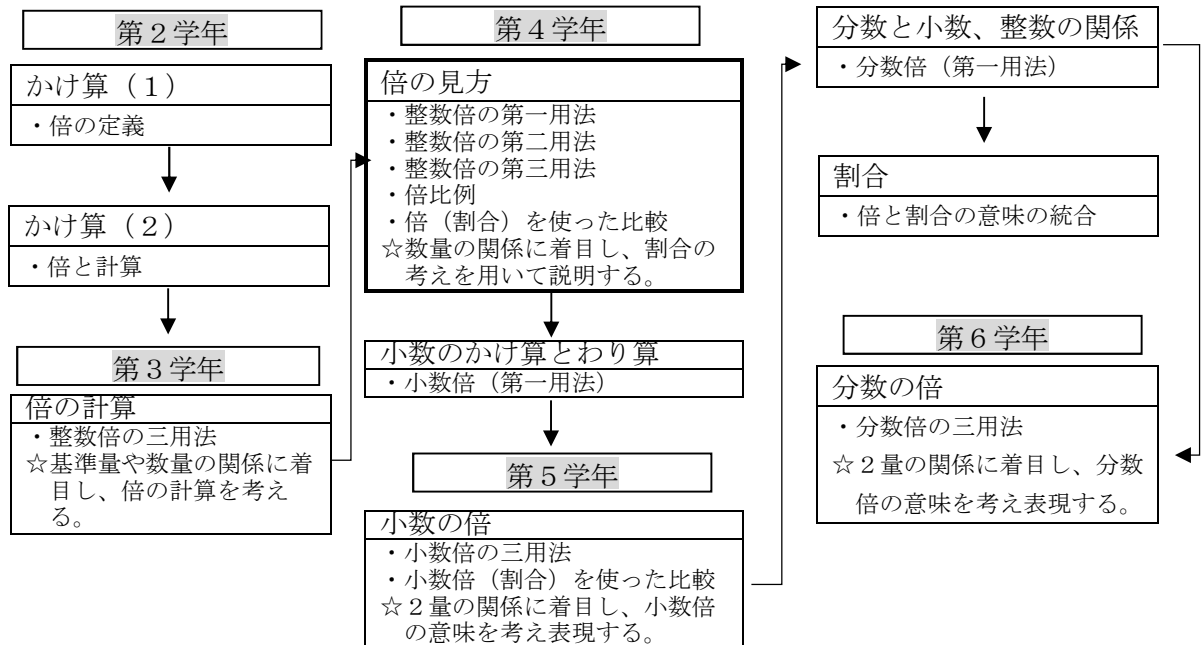 第２学年
かけ算（１）
・倍の定義
かけ算（２）
・倍と計算
第３学年
倍の計算
・整数倍の三用法
☆基準量や数量の関係に着
目し、倍の計算を考え
る。
第４学年
倍の見方
・整数倍の第一用法
・整数倍の第二用法
・整数倍の第三用法
・倍比例
・倍（割合）を使った比較
☆数量の関係に着目し、割合の
考えを用いて説明する。
小数のかけ算とわり算
・小数倍（第一用法）
第５学年
小数の倍
・小数倍の三用法
・小数倍（割合）を使った比較
☆２量の関係に着目し、小数倍
の意味を考え表現する。
分数と小数、整数の関係
・分数倍（第一用法）
割合
・倍と割合の意味の統合
第６学年
分数の倍
・分数倍の三用法
☆２量の関係に着目し、分数
倍の意味を考え表現する。